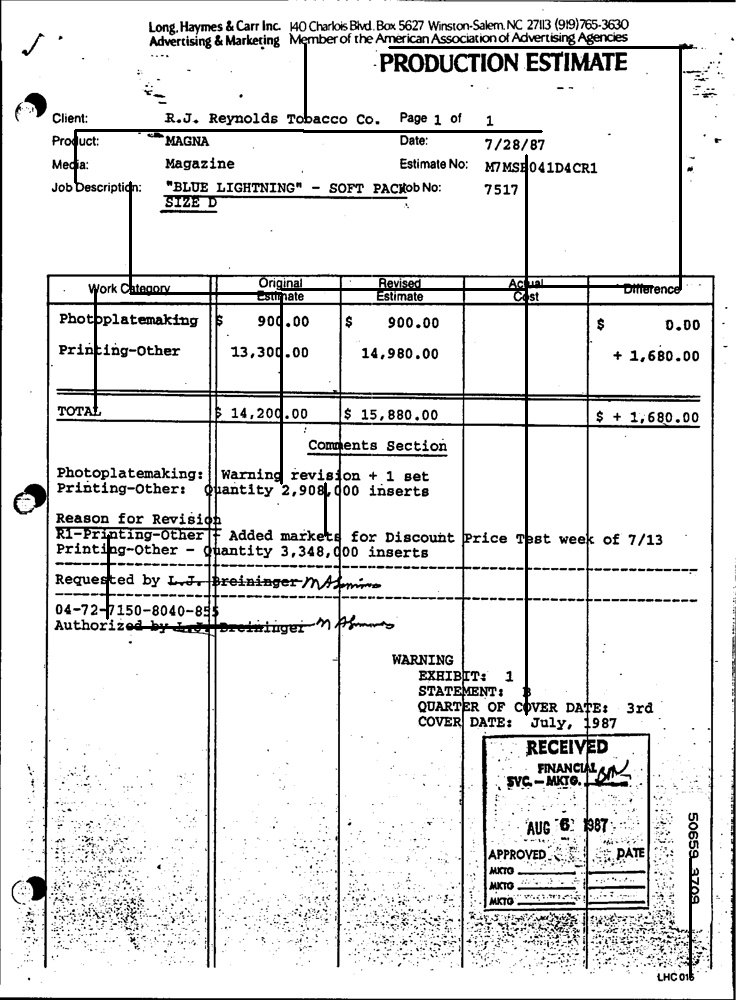 Long, Haymes & Carr Inc. 140 Charlois Blvd. Box 5627 Winston-Salem, NC 27113 (919)765-3630
Advertising & Marketing Member of the American Association of Advertising Agencies
PRODUCTION ESTIMATE
Client: R.J. Reynolds Tobacco Co. Page 1 of 1
Product: MAGNA Date: 7/28/87
Media: Magazine Estimate No: M7MSB041D4CR1
Job Description: "BLUE LIGHTNING" - SOFT PACK Job No: 7517
SIZE D
Work Category Original Estimate Revised Estimate Actual Cost Difference
Photoplatemaking $ 900.00 $ 900.00 $ 0.00
Printing-Other 13,300.00 14,980.00 + 1,680.00
TOTAL $ 14,200.00 $ 15,880.00 $ + 1,680.00
Comments Section
Photoplatemaking: Warning revision + 1 set
Printing-Other: Quantity 2,908,000 inserts
Reason for Revision
R1-Printing-Other - Added markets for Discount Price Test week of 7/13
Printing-Other - Quantity 3,348,000 inserts
Requested by L.J. Breininger
04-72-7150-8040-855
Authorized by L.J. Breininger
WARNING
EXHIBIT: 1
STATEMENT: B
QUARTER OF COVER DATE: 3rd
COVER DATE: July, 1987
RECEIVED
FINANCIAL
SVC. - MKTG.
AUG 6 1987
APPROVED DATE
MKTG
MKTG
MKTG
50659 3709
LHC 015